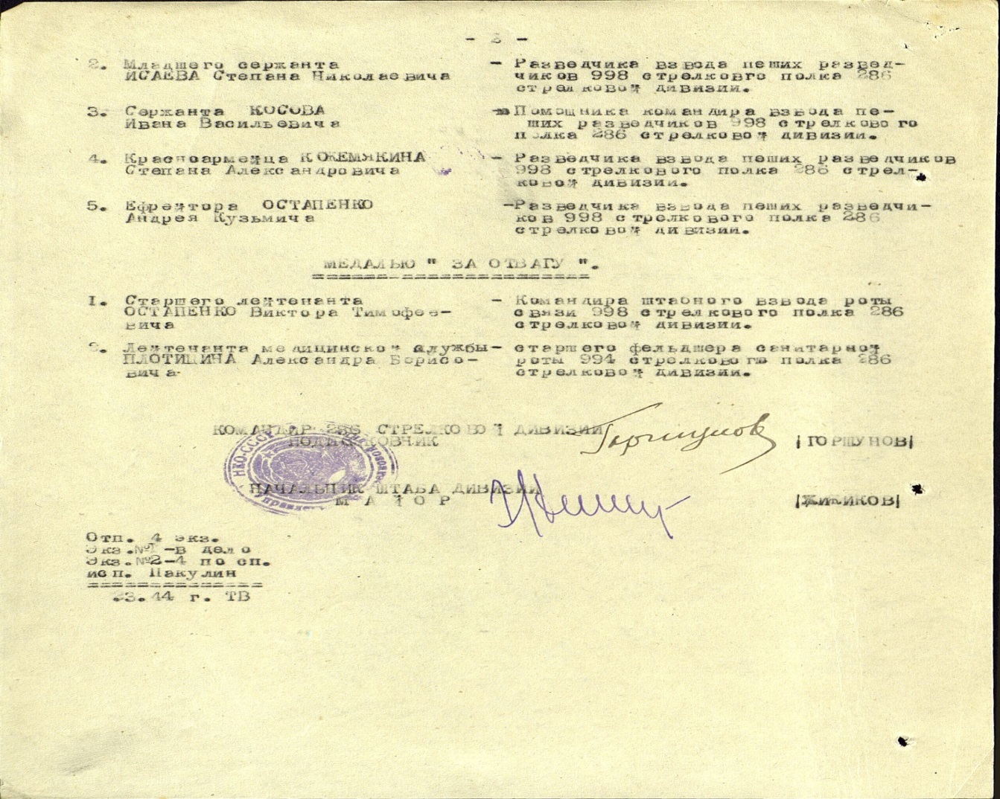 - 2 -
2. Младшего сержанта - Разведчика взвода пеших развед-
ИСАЕВА Степана Николаевича чиков 998 стрелковго полка 286
стрелковой дивизии.
3. Сержанта КОСОВА - Помощника командира взвода пе-
Ивана Васильевича ших разведчиков 998 стрелкового
полка 286 стрелковой дивизии.
4. Красноармейца КОЖЕМЯКИНА - Разведчика взвода пеших разведчиков
Степана Александровича 998 стрелкового полка 286 стрел-
ковой дивизии.
5. Ефрейтора ОСТАПЕНКО - Разведчика взвода пеших разведчи-
Андрея Кузьмича ков 998 стрелкового полка 286
стрелковой дивизии.
МЕДАЛЬЮ " ЗА ОТВАГУ ".
1. Старшего лейтенанта - Командира штабного взвода роты
ОСТАПЕНКО Виктора Тимофее- связи 998 стрелкового полка 286
вича стрелковой дивизии.
2. Лейтенанта медицинской службы - старшего фельдшера санитарной
ПЛОТИЦИНА Александра Борисо- роты 994 стрелкового полка 286
вича стрелковой дивизии.
КОМАНДИР 286 СТРЕЛКОВОЙ ДИВИЗИИ Горшунов
ПОДПОЛКОВНИК |ГОРШУНОВ|
НКО-СССР
НАЧАЛЬНИК ШТАБА ДИВИЗИИ
МАЙОР |ЖИЖИКОВ|
Отп. 4 экз.
Экз.№1-в дело
Экз.№2-4 по сп.
исп. Пакулин
.3.44 г. ТВ